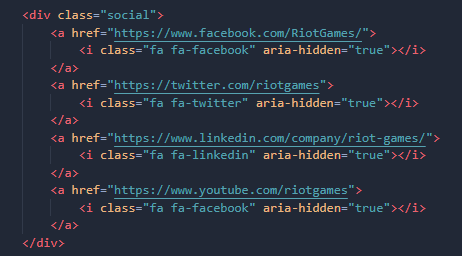 <div class="social">
<a href="https://www.facebook.com/RiotGames/">
<i class="fa fa-facebook" aria-hidden="true"></i>
</a>
<a href="https://twitter.com/riotgames">
<i class="fa fa-twitter" aria-hidden="true"></i>
</a>
<a href="https://www.linkedin.com/company/riot-games/">
<i class="fa fa-linkedin" aria-hidden="true"></i>
</a>
<a href="https://www.youtube.com/riotgames">
<i class="fa fa-facebook" aria-hidden="true"></i>
</a>
</div>